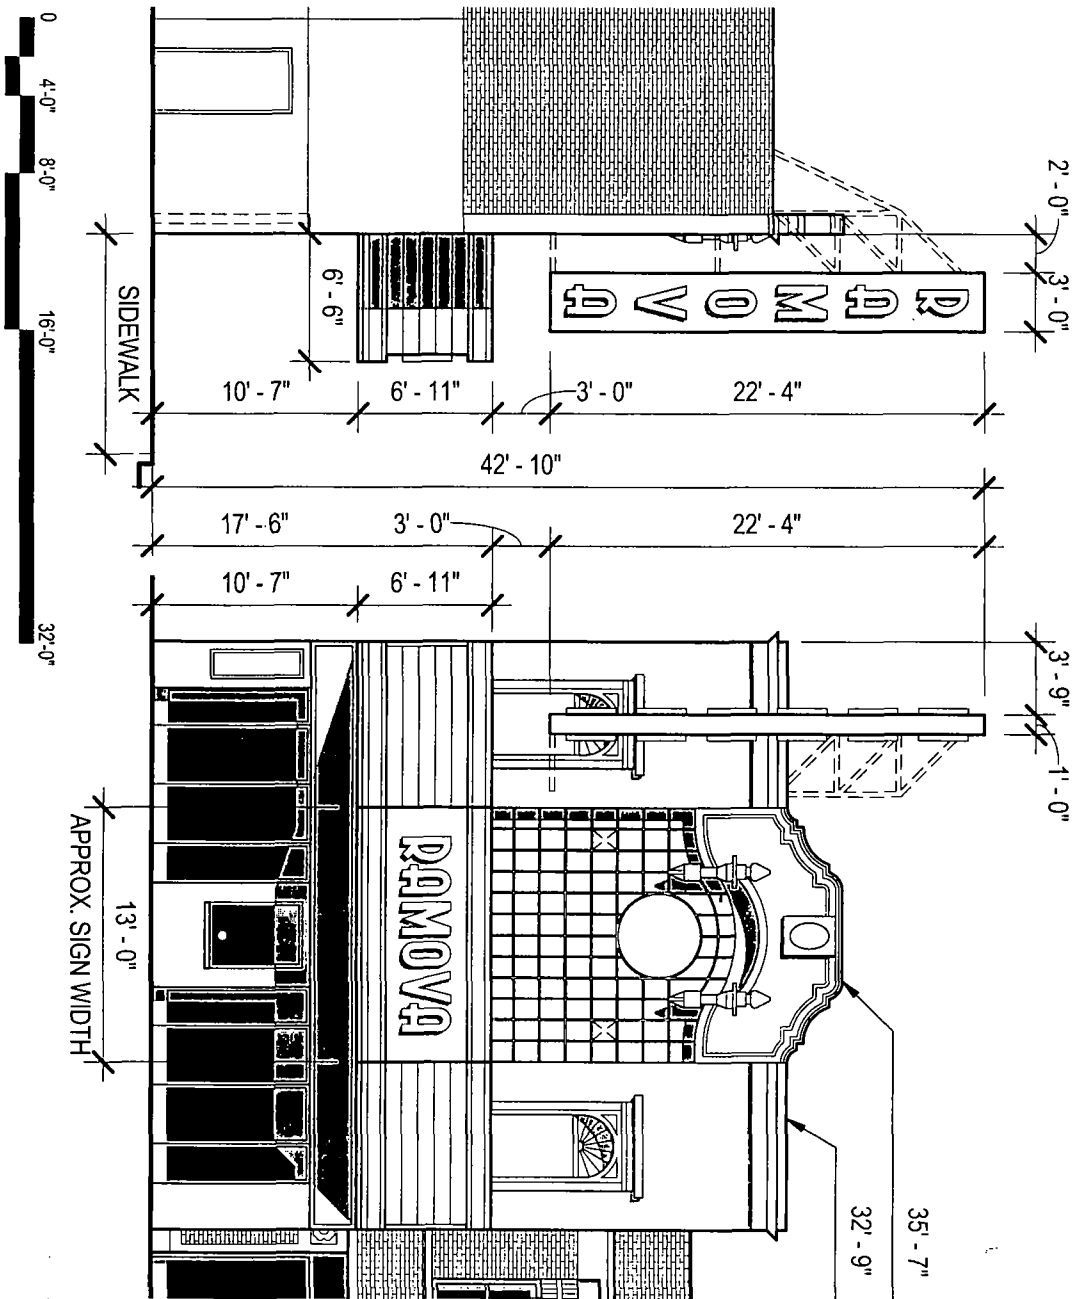 0
4'-0"
8'-0"
16'-0"
32'-0"
2' - 0"
3' - 0"
RAMOVA
6' - 6"
SIDEWALK
10' - 7"
6' - 11"
3' - 0"
22' - 4"
42' - 10"
17' - 6"
3' - 0"
22' - 4"
10' - 7"
6' - 11"
3' - 9"
1' - 0"
RAMOVA
13' - 0"
APPROX. SIGN WIDTH
35' - 7"
32' - 9"